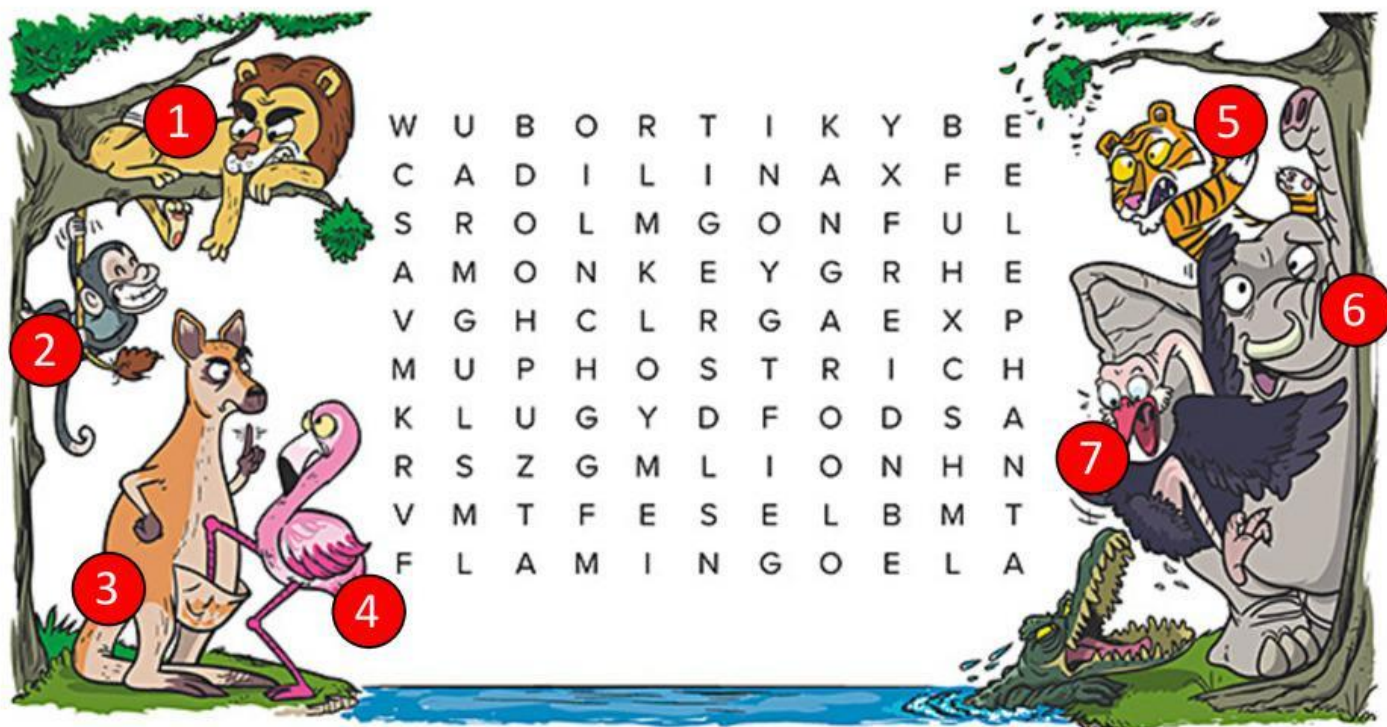 1
5
W U B O R T I K Y B E
C A D I L I N A X F E
S R O L M G O N F U L
A M O N K E Y G R H E
2
6
V G H C L R G A E X P
M U P H O S T R I C H
K L U G Y D F O D S A
7
R S Z G M L I O N H N
V M T F E S E L B M T
F L A M I N G O E L A
3
4